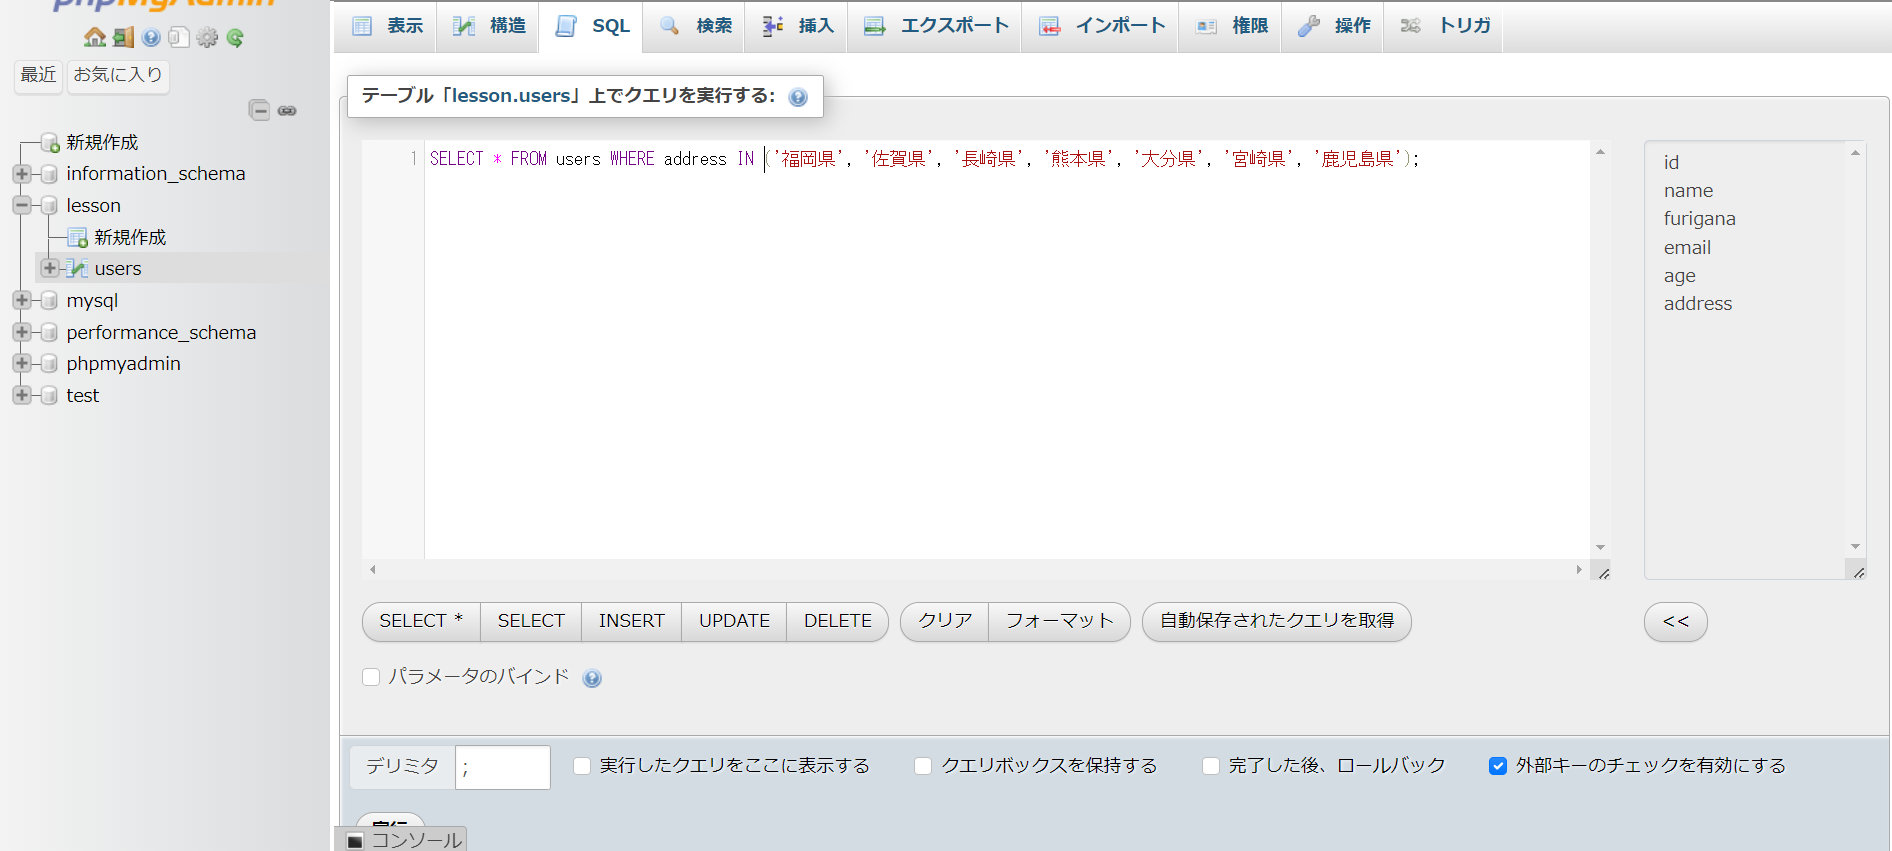 phpMyAdmin
最近 お気に入り
新規作成
information_schema
lesson
新規作成
users
mysql
performance_schema
phpmyadmin
test
表示 構造 SQL 検索 挿入 エクスポート インポート 権限 操作 トリガ
テーブル「lesson.users」上でクエリを実行する:
1 SELECT * FROM users WHERE address IN ('福岡県', '佐賀県', '長崎県', '熊本県', '大分県', '宮崎県', '鹿児島県');
id
name
furigana
email
age
address
SELECT * SELECT INSERT UPDATE DELETE クリア フォーマット 自動保存されたクエリを取得 <<
パラメータのバインド
デリミタ ; 実行したクエリをここに表示する クエリボックスを保持する 完了した後、ロールバック 外部キーのチェックを有効にする
実行
コンソール